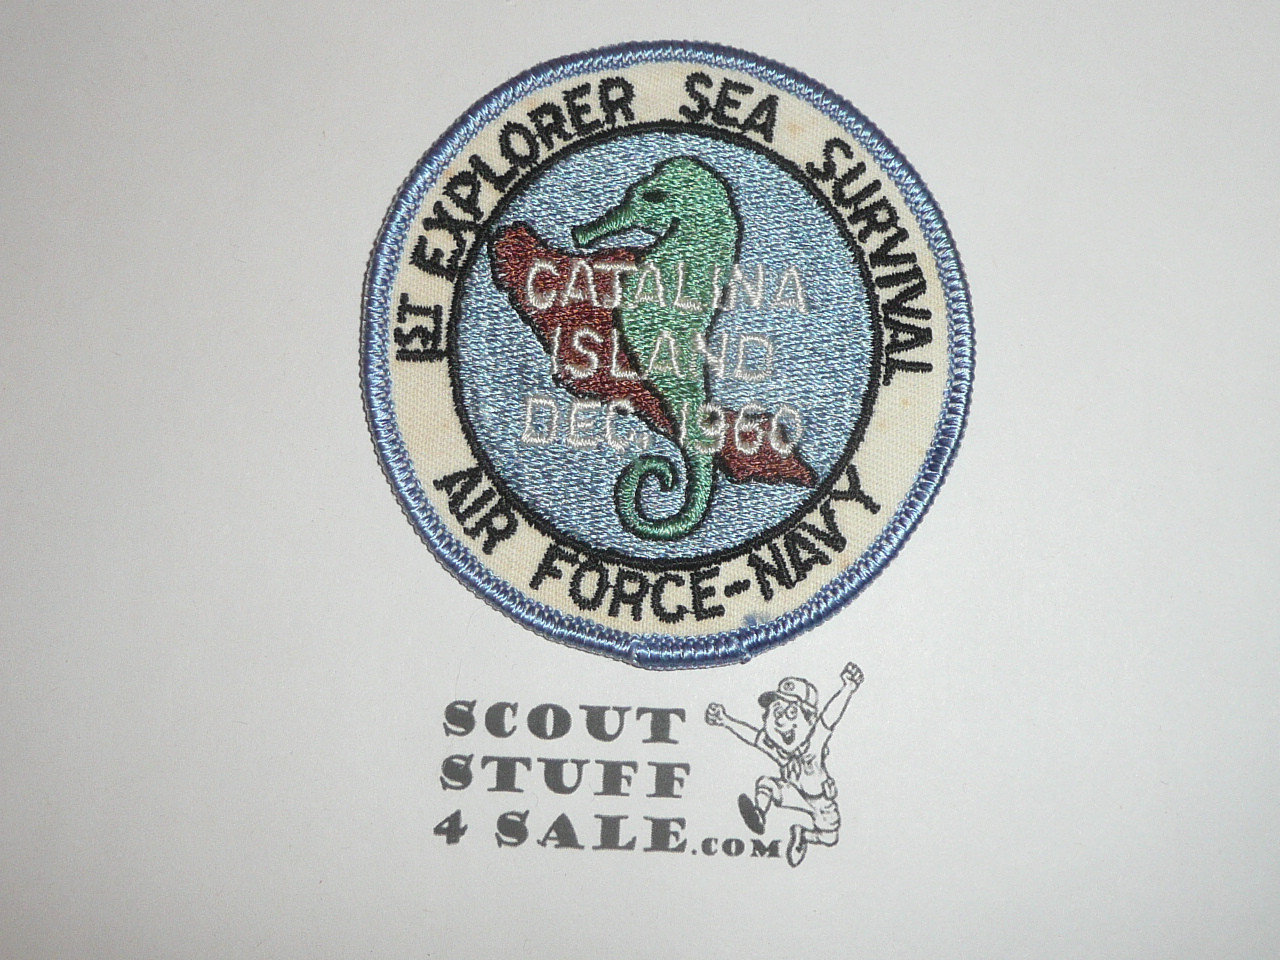 1ST EXPLORER SEA SURVIVAL
CATALINA
ISLAND
DEC. 1960
AIR FORCE-NAVY
SCOUT
STUFF
4 SALE.COM